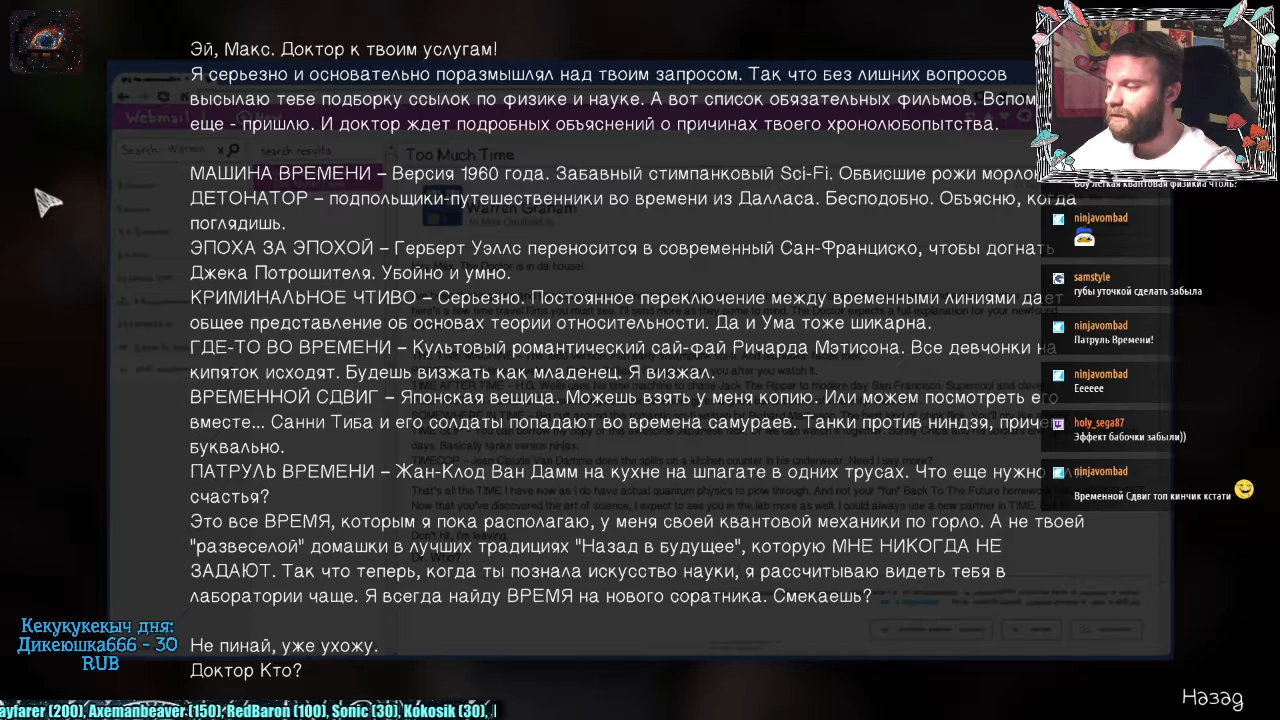 Эй, Макс. Доктор к твоим услугам!
Я серьезно и основательно поразмышлял над твоим запросом. Так что без лишних вопросов
высылаю тебе подборку ссылок по физике и науке. А вот список обязательных фильмов.
еще - пришлю. И доктор ждет подробных объяснений о причинах твоего хронолюбопытства.
МАШИНА ВРЕМЕНИ – Версия 1960 года. Забавный стимпанковый Sci-Fi. Обвисшие рожи
ДЕТОНАТОР – подпольщики-путешественники во времени из Далласа. Бесподобно. Объясню, когда
поглядишь.
ЭПОХА ЗА ЭПОХОЙ – Герберт Уэллс переносится в современный Сан-Франциско, чтобы догнать
Джека Потрошителя. Убойно и умно.
КРИМИНАЛЬНОЕ ЧТИВО – Серьезно. Постоянное переключение между временными линиями дает
общее представление об основах теории относительности. Да и Ума тоже шикарна.
ГДЕ-ТО ВО ВРЕМЕНИ – Культовый романтический сай-фай Ричарда Мэтисона. Все девчонки на
кипяток исходят. Будешь визжать как младенец. Я визжал.
ВРЕМЕННОЙ СДВИГ – Японская вещица. Можешь взять у меня копию. Или можем посмотреть его
вместе... Санни Тиба и его солдаты попадают во времена самураев. Танки против ниндзя,
буквально.
ПАТРУЛЬ ВРЕМЕНИ – Жан-Клод Ван Дамм на кухне на шпагате в одних трусах. Что еще нужно
счастья?
Это все ВРЕМЯ, которым я пока располагаю, у меня своей квантовой механики по горло. А не твоей
"развеселой" домашки в лучших традициях "Назад в будущее", которую МНЕ НИКОГДА НЕ
ЗАДАЮТ. Так что теперь, когда ты познала искусство науки, я рассчитываю видеть тебя в
лаборатории чаще. Я всегда найду ВРЕМЯ на нового соратника. Смекаешь?
Не пинай, уже ухожу.
Доктор Кто?
Назад
Webmail
search results
Too Much Time
Warren Graham
ninjavombad
samstyle
губы уточкой сделать забыла
ninjavombad
Патруль Времени!
ninjavombad
Еееееe
holy_sega87
Эффект бабочки забыли))
ninjavombad
Временной Сдвиг топ кинчик кстати
Кекукукекыч дня:
Дикеюшка666 - 30
RUB
ayfarer (200), Axemanbeaver (150), RedBaron (100), Sonic (30), Kokosik (30),